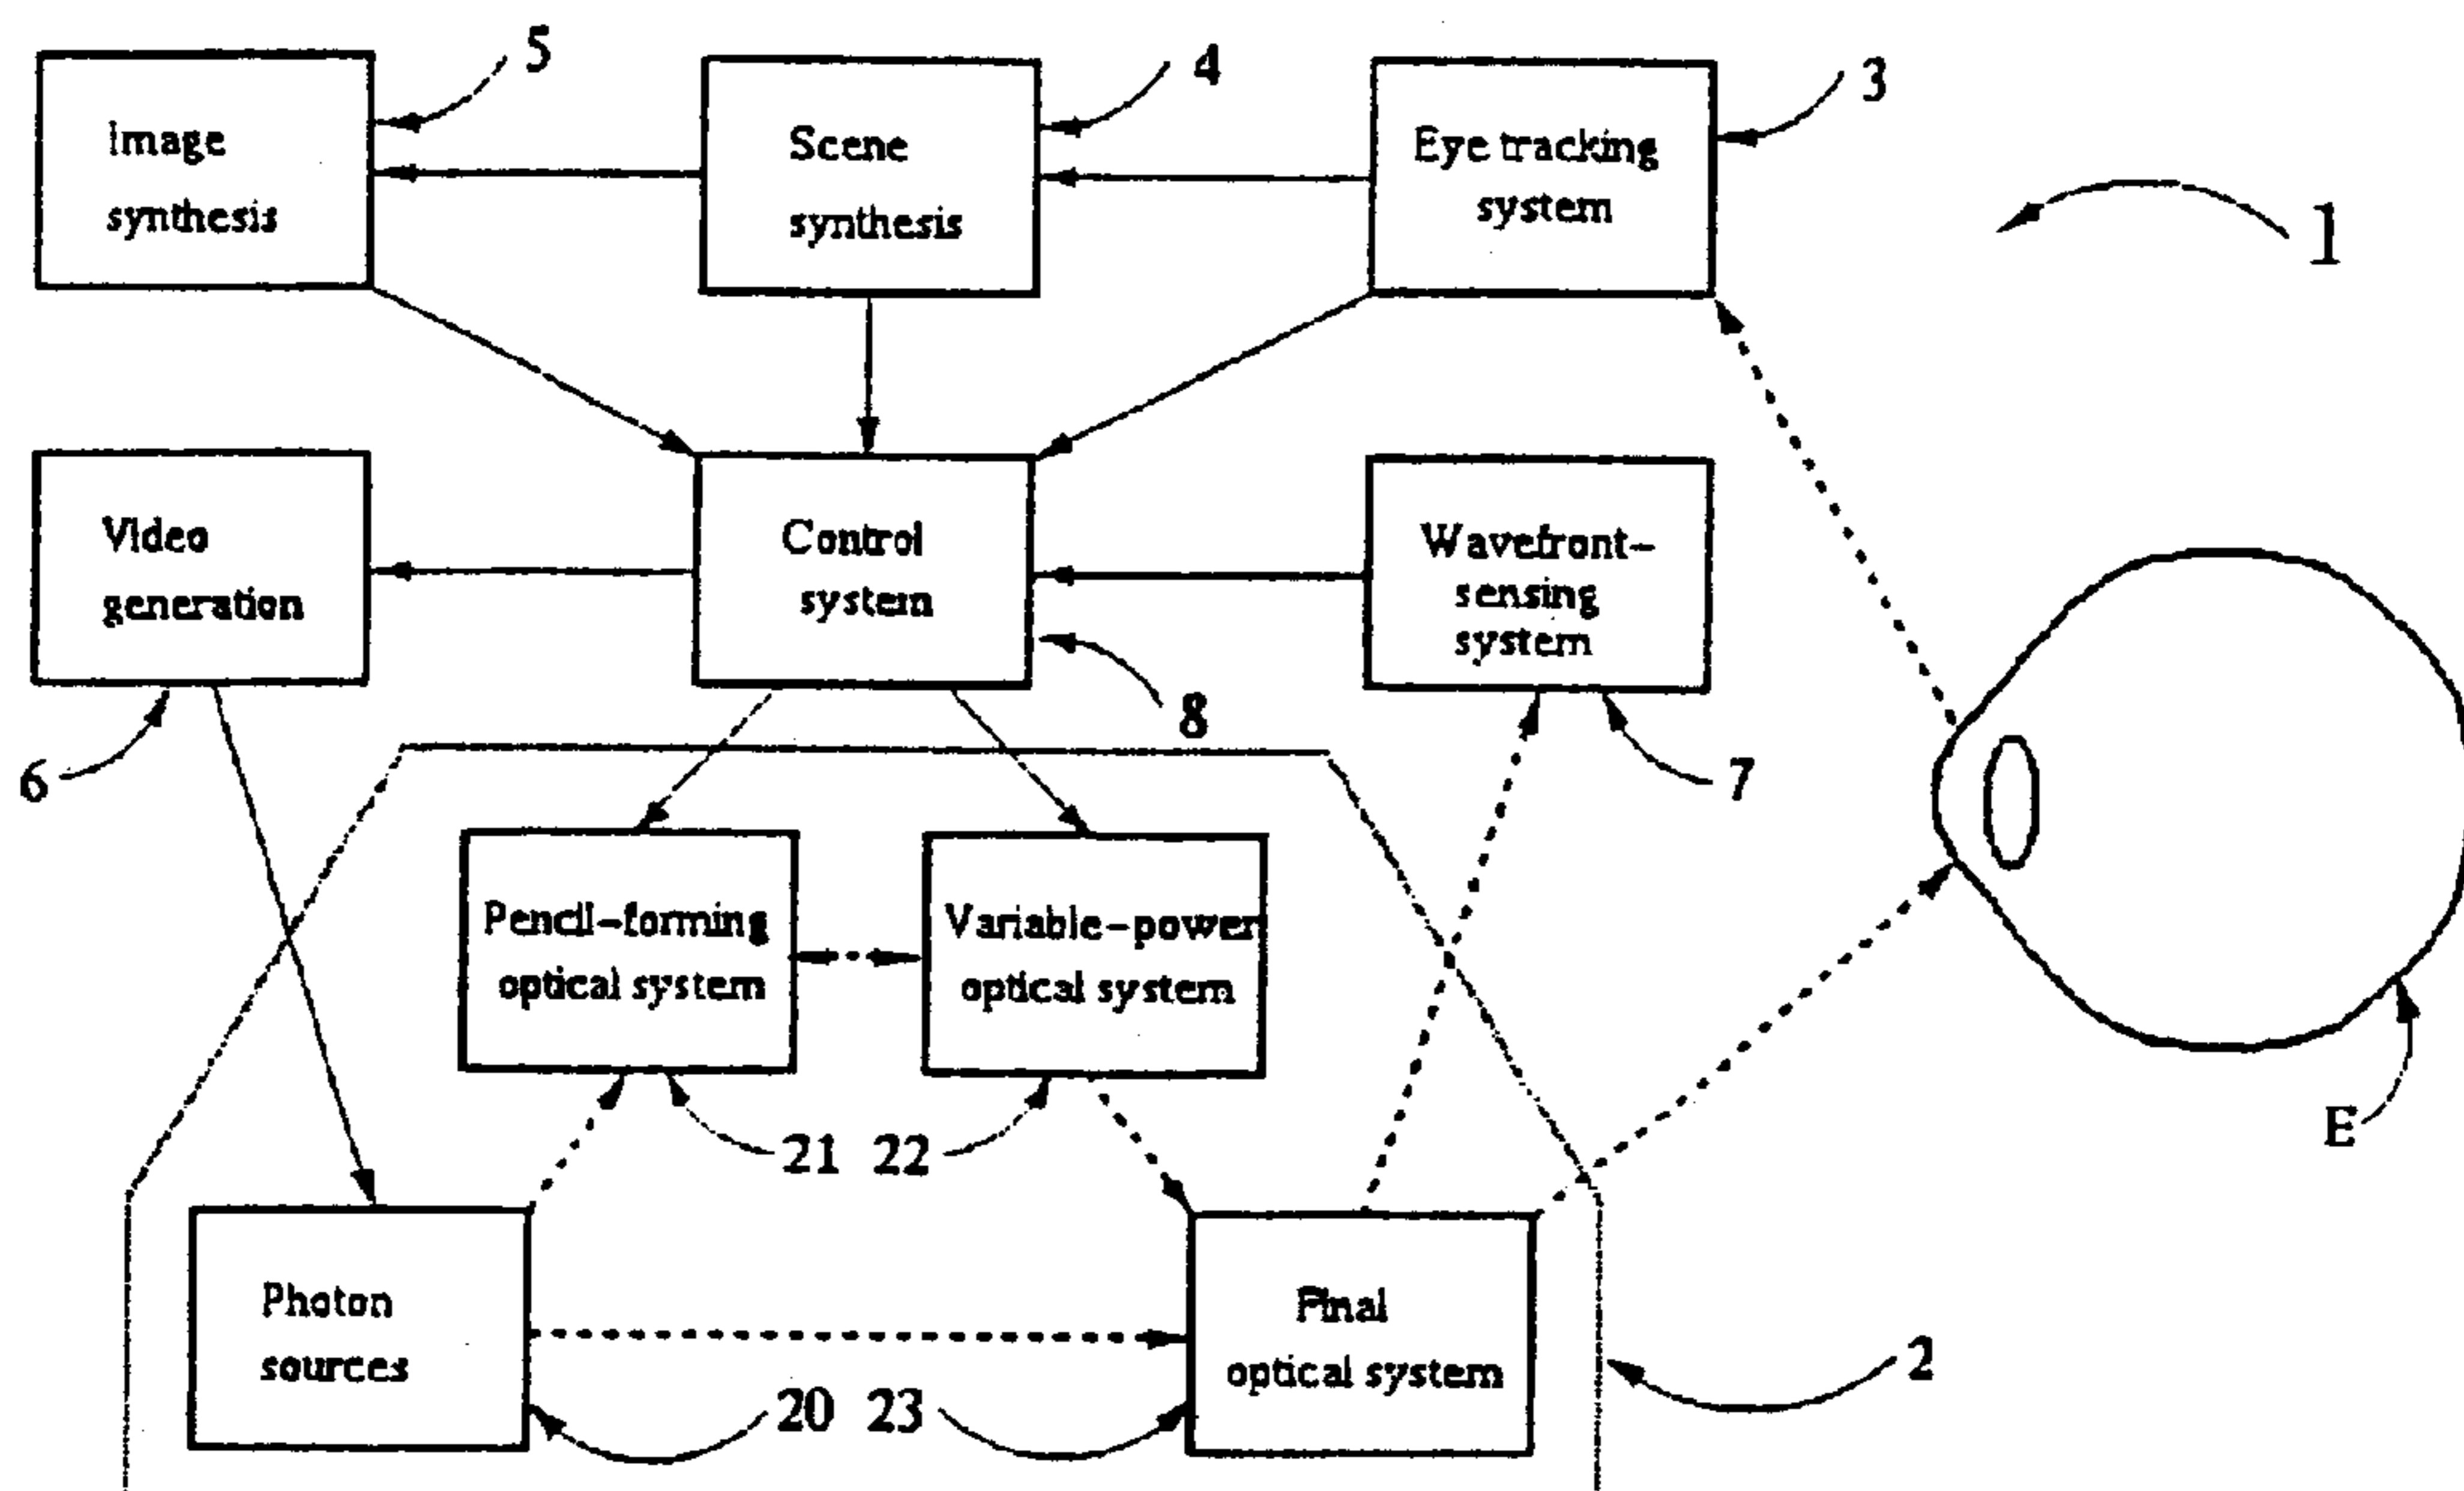 5
4
3
Image
synthesis
Scene
synthesis
Eye tracking
system
1
Video
generation
Control
system
Wavefront-
sensing
system
6
8
7
Pencil-forming
optical system
Variable-power
optical system
21
22
E
Photon
sources
Final
optical system
20
23
2